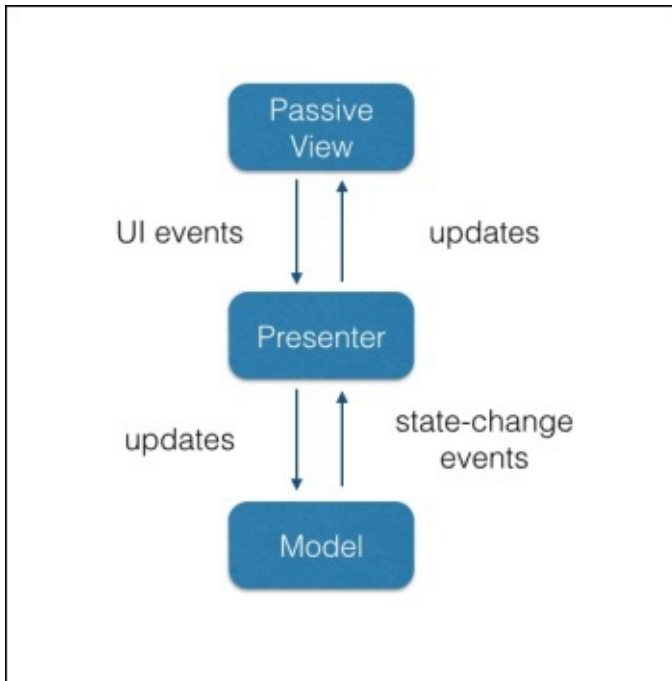 Passive
View
UI events
updates
Presenter
updates
state-change
events
Model